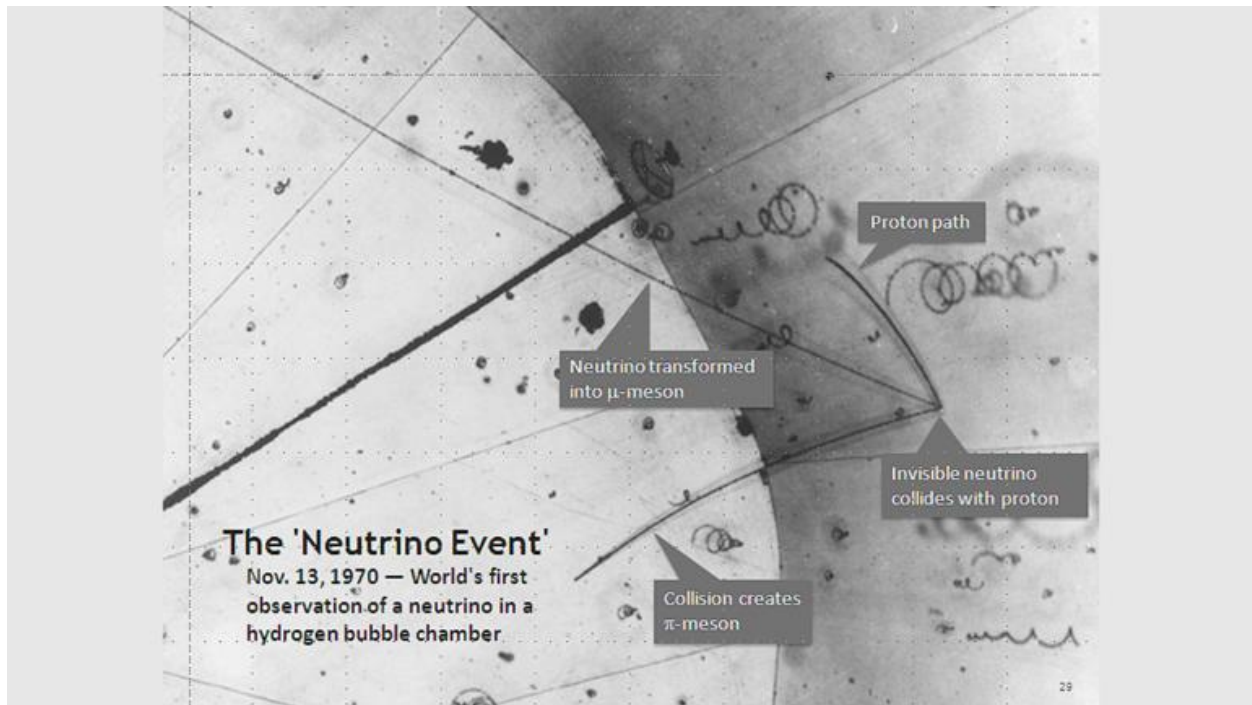 Proton path
Neutrino transformed
into μ-meson
Invisible neutrino
collides with proton
The 'Neutrino Event'
Nov. 13, 1970 — World's first
observation of a neutrino in a
hydrogen bubble chamber
Collision creates
π-meson
29